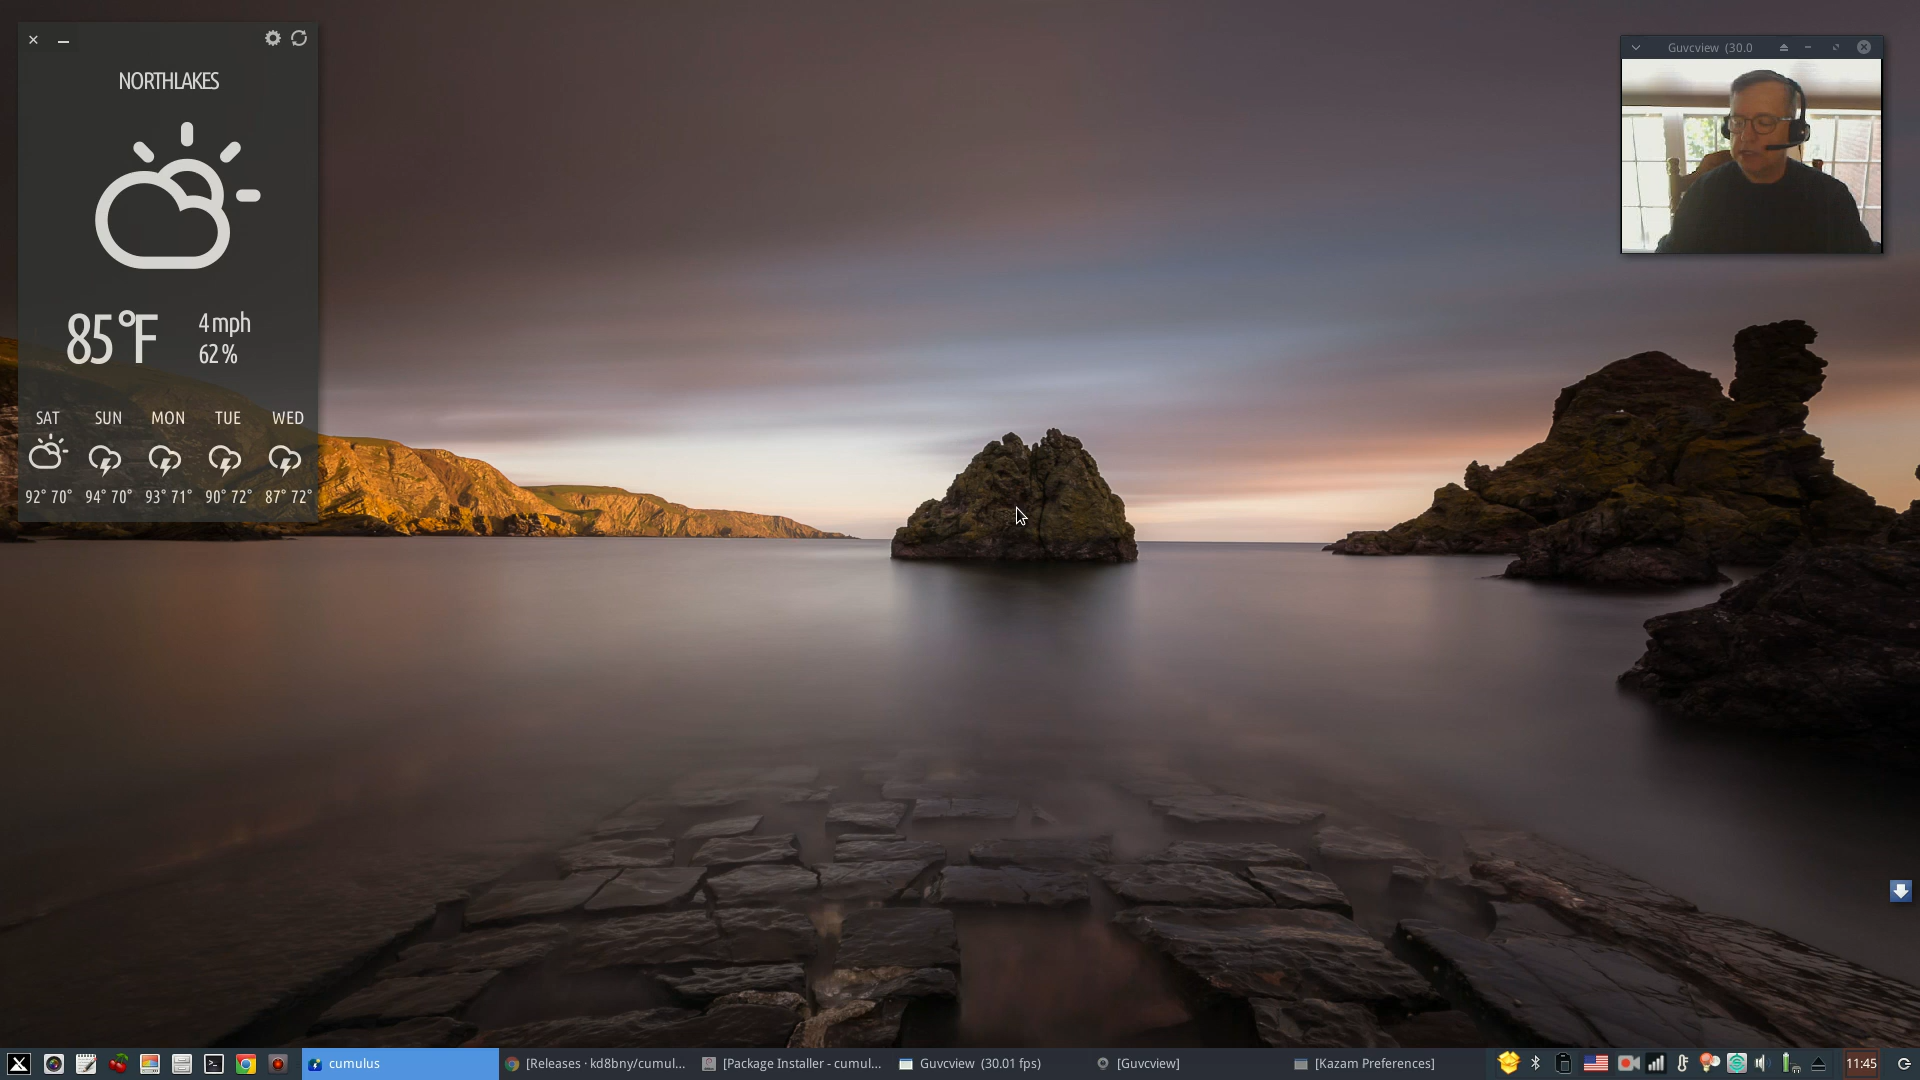 NORTHLAKES
85°F
4 mph
62 %
SAT SUN MON TUE WED
92° 70° 94° 70° 93° 71° 90° 72° 87° 72°
Guvcview (30.0
cumulus
[Releases · kd8bny/cumul...
[Package Installer - cumul...
Guvcview (30.01 fps)
[Guvcview]
[Kazam Preferences]
11:45